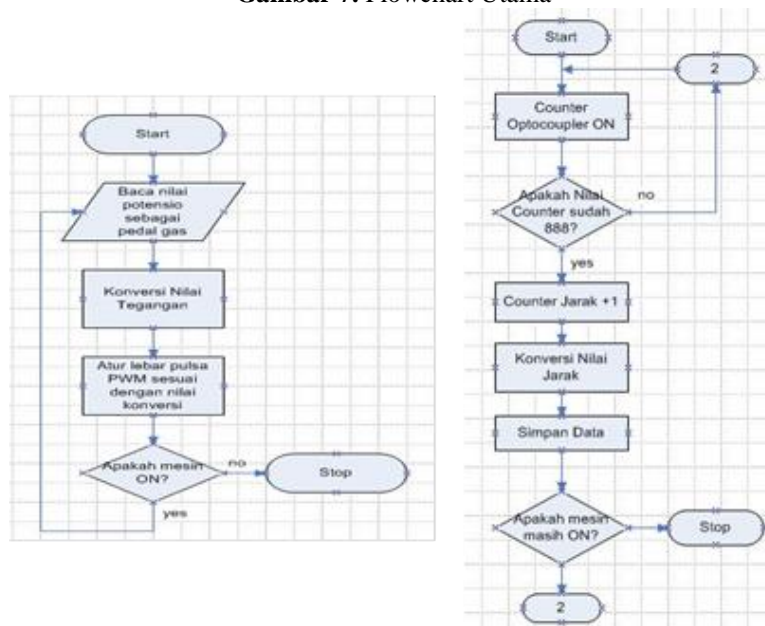 Gambar 7. Flowchart Utama
Start
Baca nilai
potensio
sebagai
pedal gas
Konversi Nilai
Tegangan
Atur lebar pulsa
PWM sesuai
dengan nilai
konversi
Apakah mesin
ON?
no
Stop
yes
Start
2
Counter
Optocoupler ON
Apakah Nilai
Counter sudah
888?
no
yes
Counter Jarak +1
Konversi Nilai
Jarak
Simpan Data
Apakah mesin
masih ON?
Stop
2